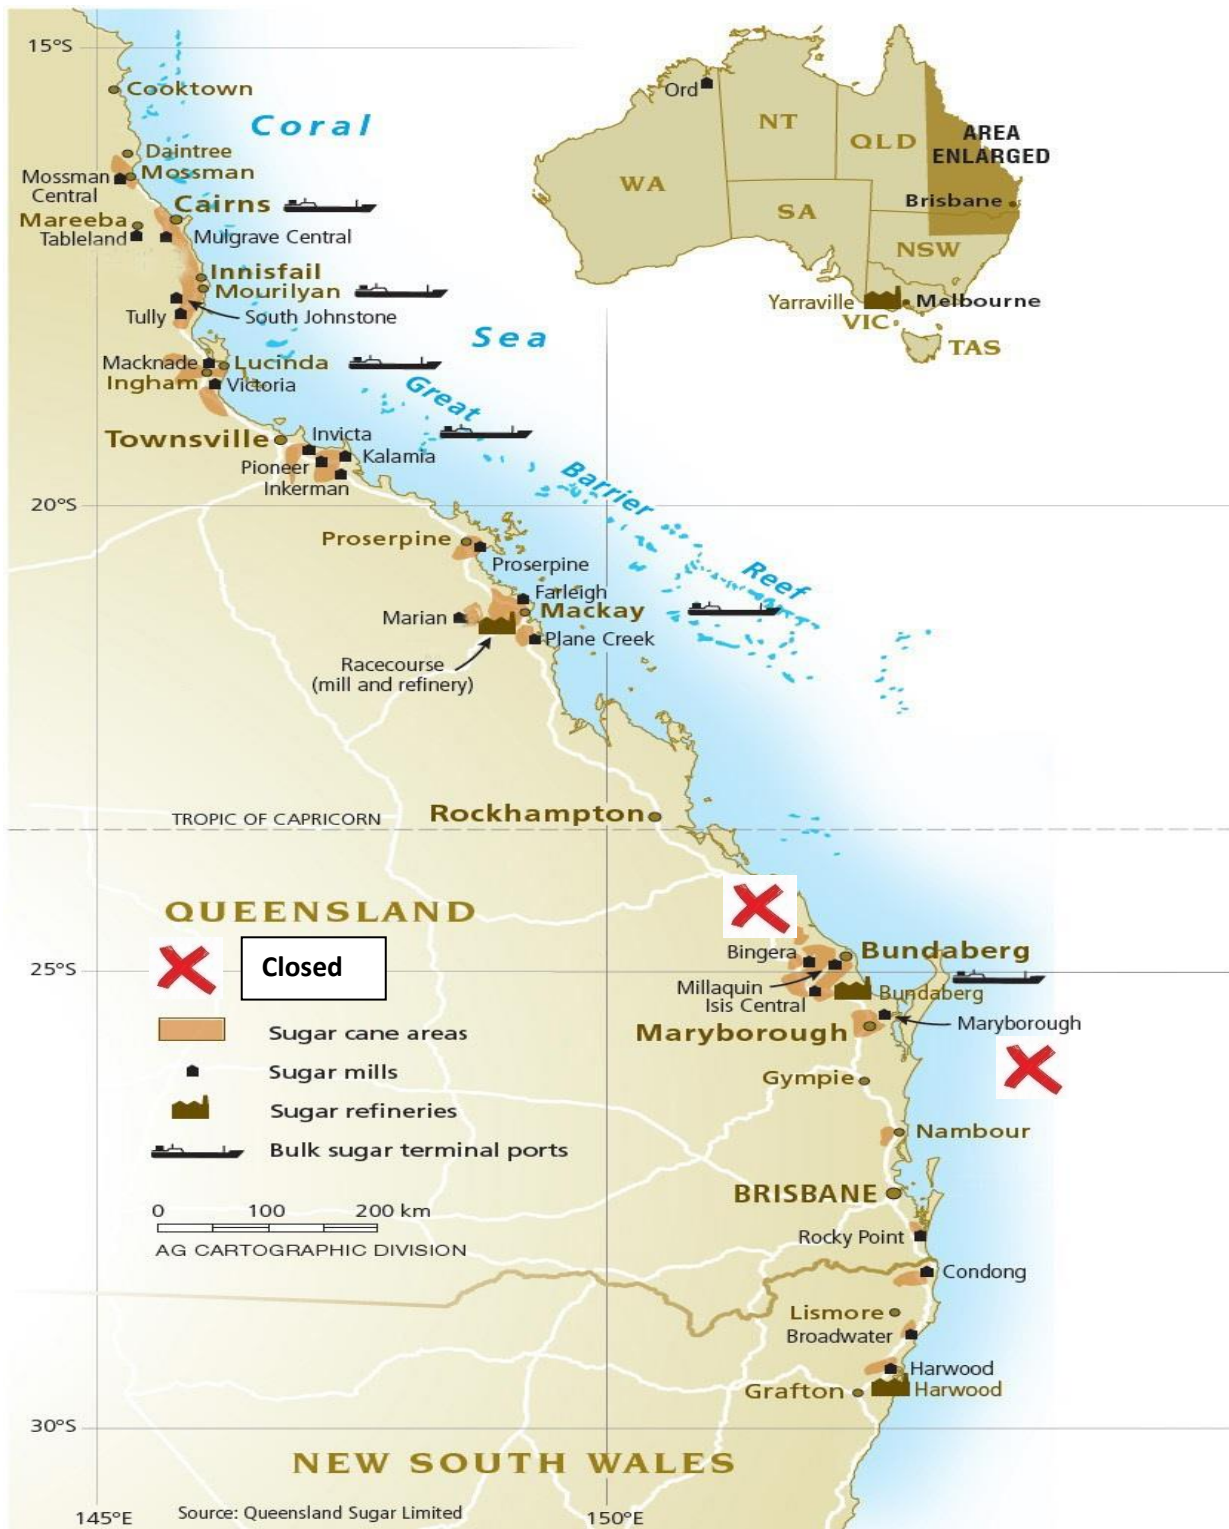 15°S
Cooktown
Coral
Daintree
Mossman
Mossman
Central
Cairns
Mareeba
Tableland
Mulgrave Central
Innisfail
Mourilyan
South Johnstone
Tully
Sea
Macknade
Lucinda
Ingham
Victoria
Great
Townsville
Invicta
Kalamia
Pioneer
Inkerman
Barrier
20°S
Proserpine
Proserpine
Reef
Farleigh
Marian
Mackay
Plane Creek
Racecourse
(mill and refinery)
Rockhampton
TROPIC OF CAPRICORN
Ord
NT
QLD
AREA
ENLARGED
WA
SA
Brisbane
NSW
Yarraville
Melbourne
VIC
TAS
QUEENSLAND
Closed
Sugar cane areas
Sugar mills
Sugar refineries
Bulk sugar terminal ports
0 100 200 km
AG CARTOGRAPHIC DIVISION
Bingera
Bundaberg
25°S
Millaquin
Isis Central
Bundaberg
Maryborough
Maryborough
Gympie
Nambour
BRISBANE
Rocky Point
Condong
Lismore
Broadwater
Harwood
Grafton
Harwood
30°S
NEW SOUTH WALES
Source: Queensland Sugar Limited
145°E
150°E